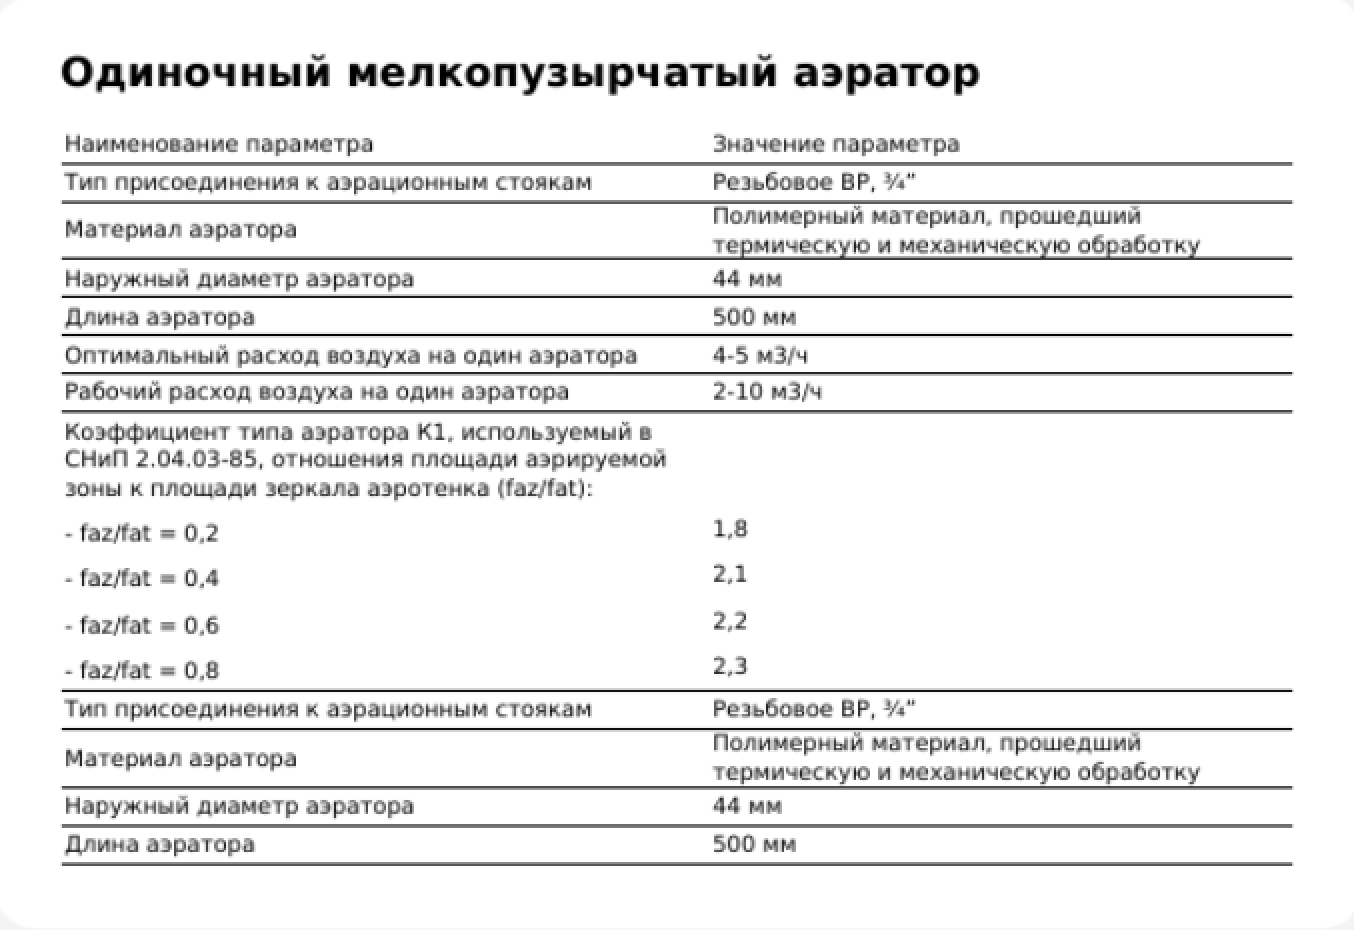 Одиночный мелкопузырчатый аэратор
Наименование параметра Значение параметра
Тип присоединения к аэрационным стоякам Резьбовое ВР, ¾”
Материал аэратора Полимерный материал, прошедший
термическую и механическую обработку
Наружный диаметр аэратора 44 мм
Длина аэратора 500 мм
Оптимальный расход воздуха на один аэратора 4-5 м3/ч
Рабочий расход воздуха на один аэратора 2-10 м3/ч
Коэффициент типа аэратора К1, используемый в
СНиП 2.04.03-85, отношения площади аэрируемой
зоны к площади зеркала аэротенка (faz/fat):
- faz/fat = 0,2 1,8
- faz/fat = 0,4 2,1
- faz/fat = 0,6 2,2
- faz/fat = 0,8 2,3
Тип присоединения к аэрационным стоякам Резьбовое ВР, ¾”
Материал аэратора Полимерный материал, прошедший
термическую и механическую обработку
Наружный диаметр аэратора 44 мм
Длина аэратора 500 мм